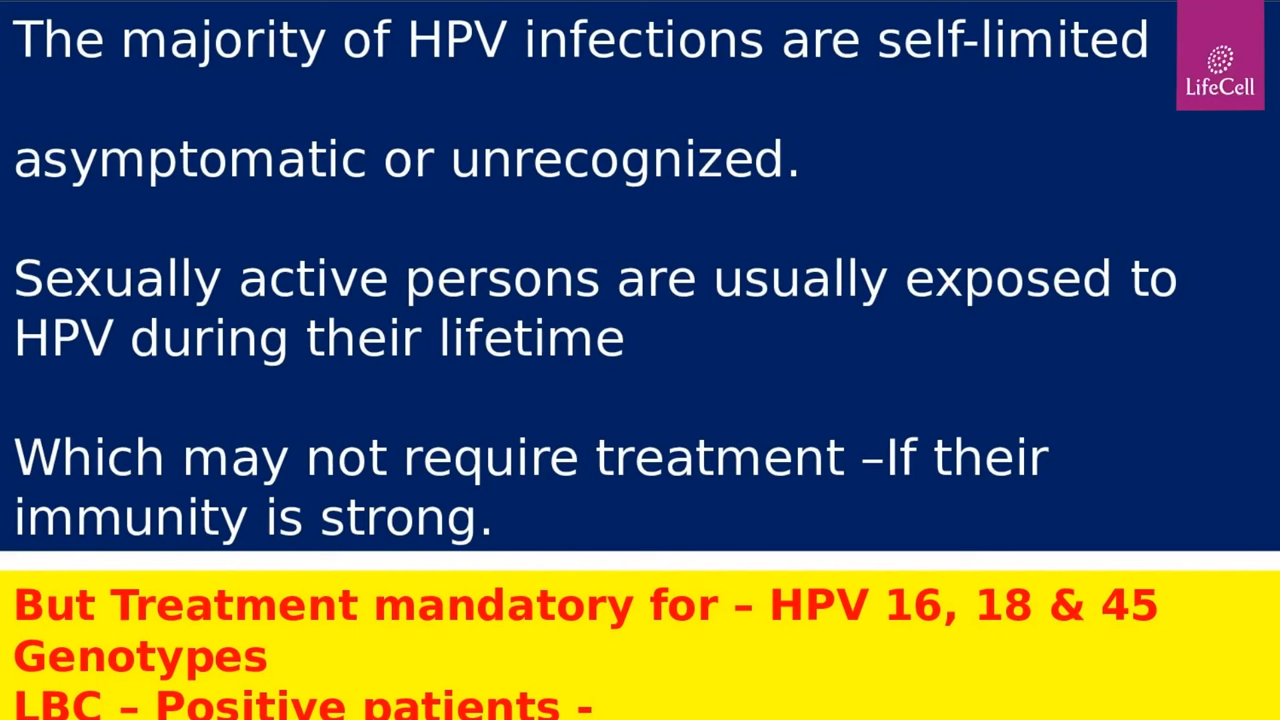 The majority of HPV infections are self-limited
LifeCell
asymptomatic or unrecognized.
Sexually active persons are usually exposed to
HPV during their lifetime
Which may not require treatment –If their
immunity is strong.
But Treatment mandatory for – HPV 16, 18 & 45
Genotypes
LBC – Positive patients -